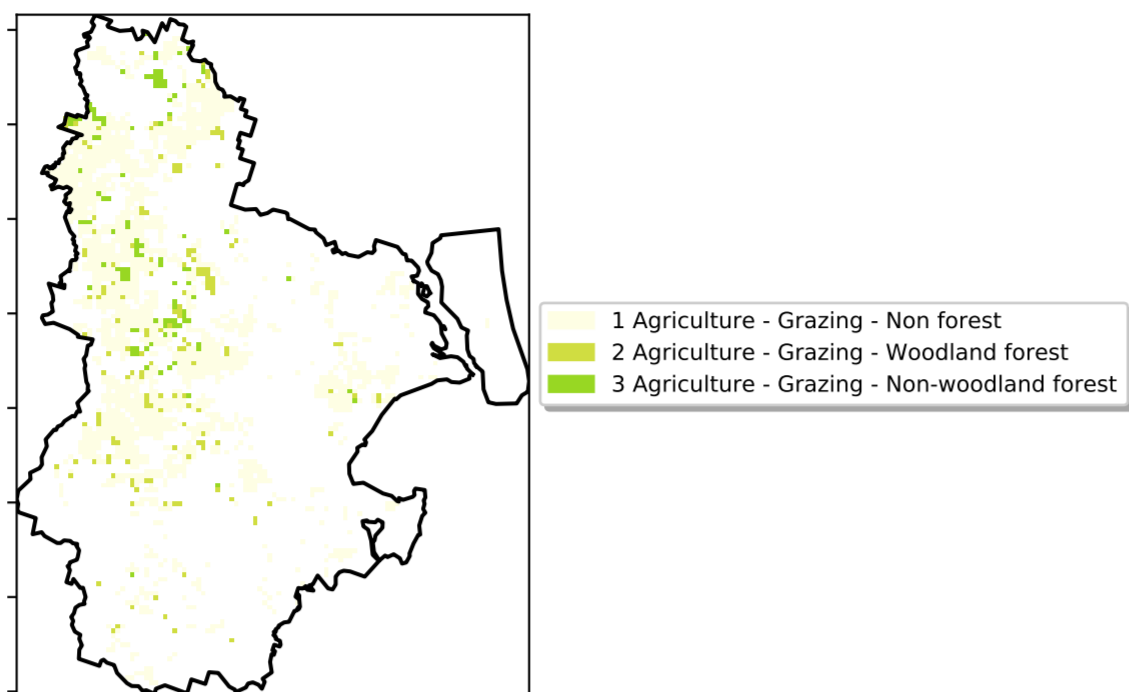 1 Agriculture - Grazing - Non forest
2 Agriculture - Grazing - Woodland forest
3 Agriculture - Grazing - Non-woodland forest